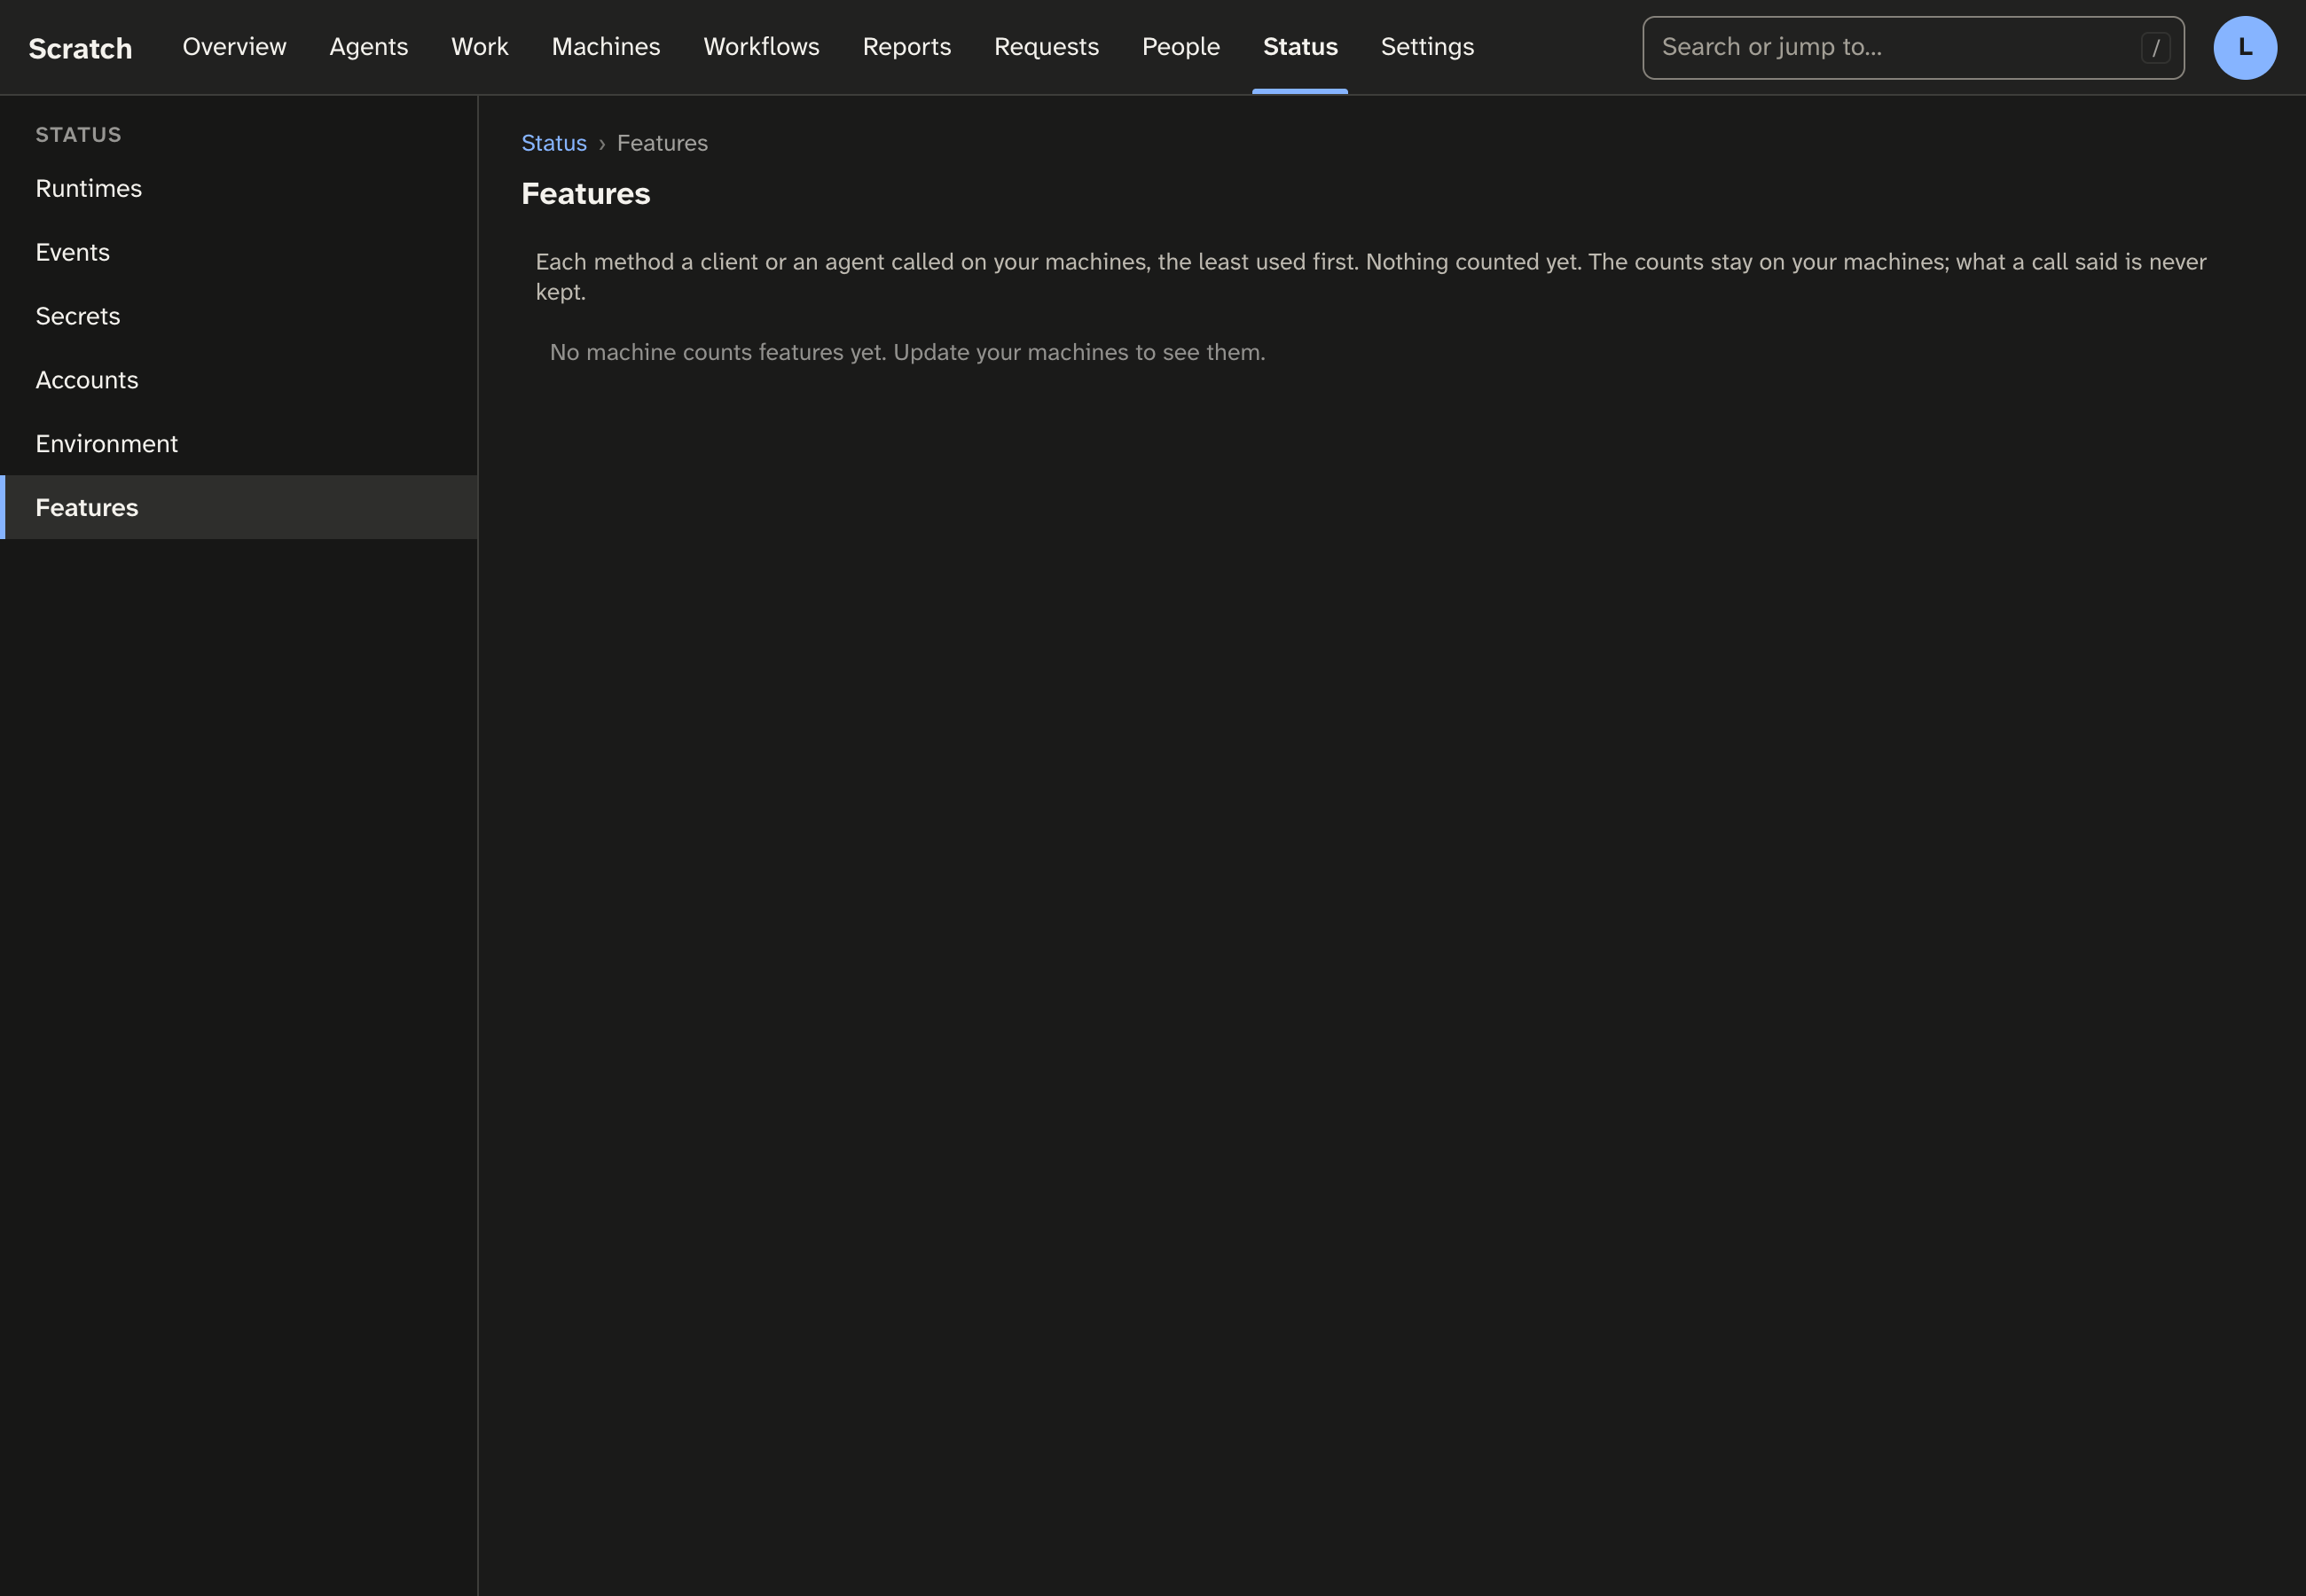 Scratch
Overview
Agents
Work
Machines
Workflows
Reports
Requests
People
Status
Settings
Search or jump to...
/
L
STATUS
Runtimes
Events
Secrets
Accounts
Environment
Features
Status › Features
Features
Each method a client or an agent called on your machines, the least used first. Nothing counted yet. The counts stay on your machines; what a call said is never
kept.
No machine counts features yet. Update your machines to see them.